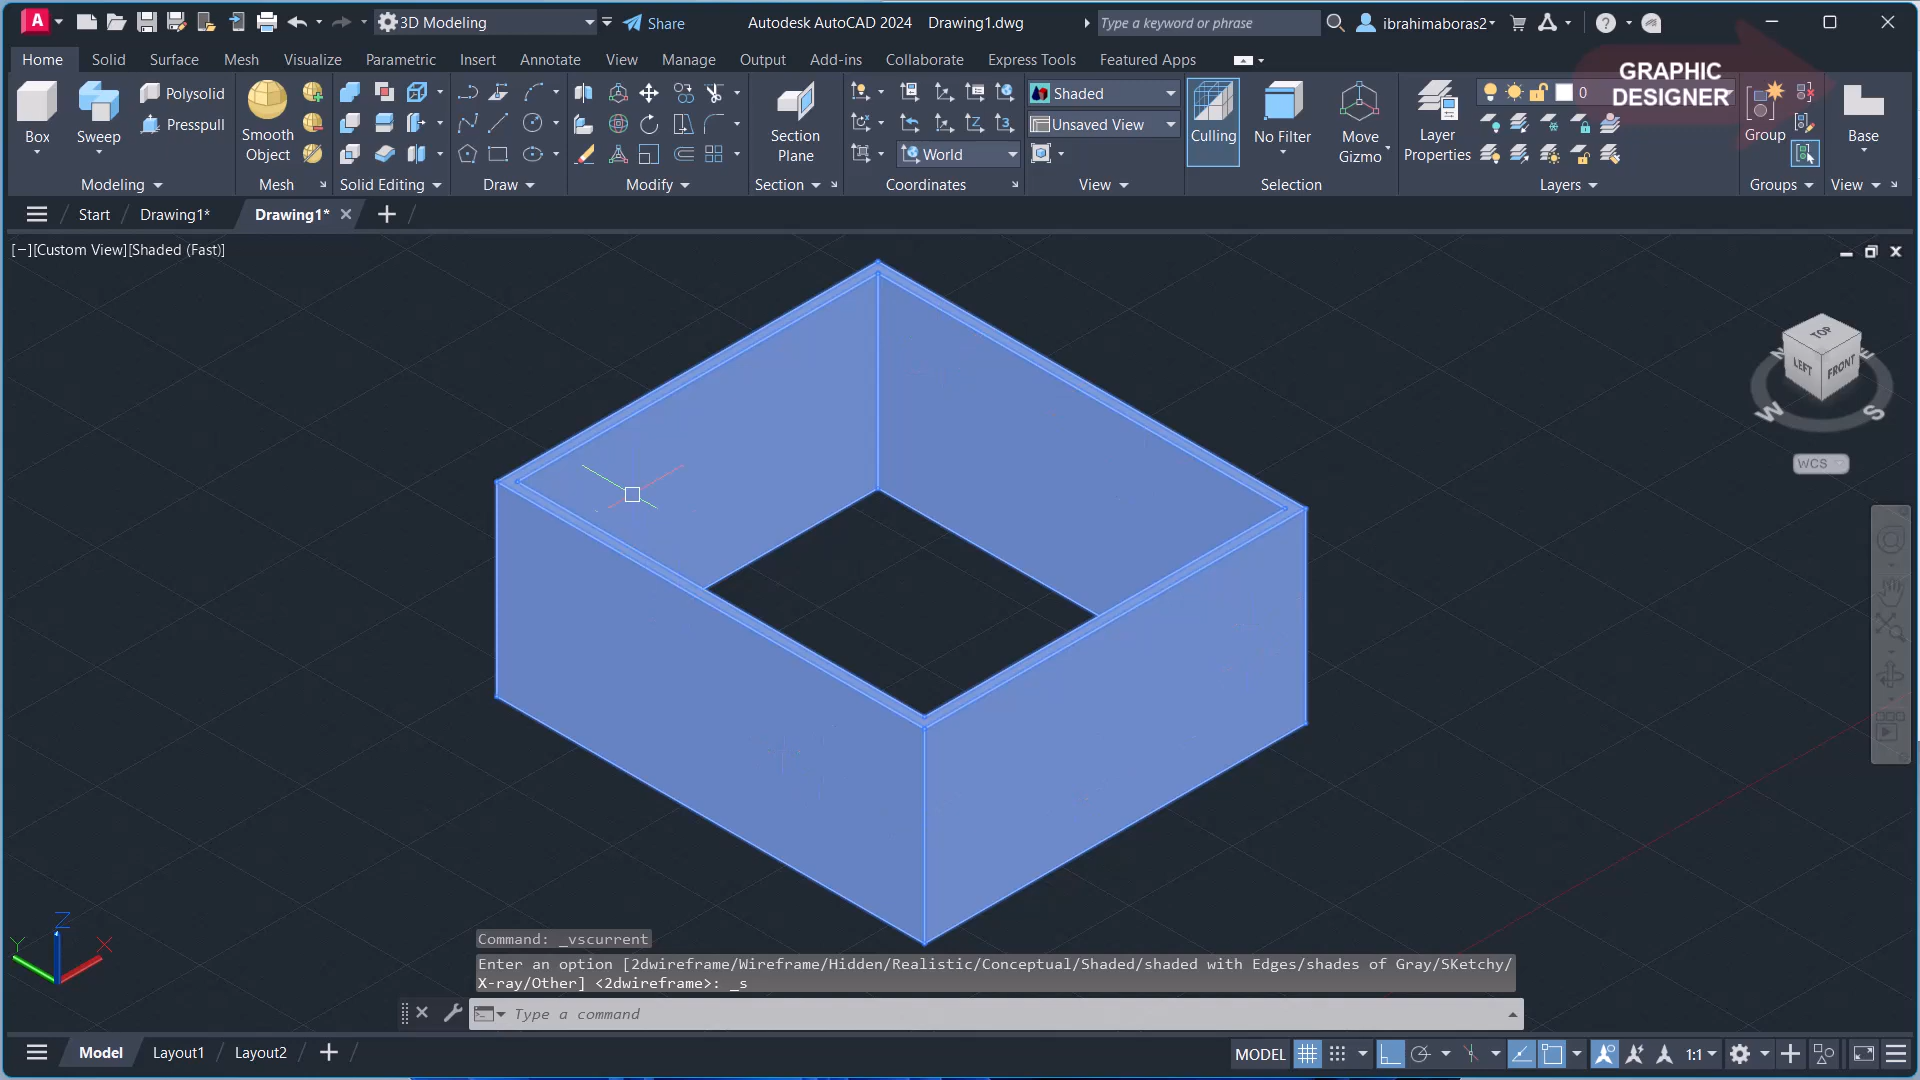 A 3D Modeling Share Autodesk AutoCAD 2024 Drawing1.dwg Type a keyword or phrase ibrahimaboras2
Home Solid Surface Mesh Visualize Parametric Insert Annotate View Manage Output Add-ins Collaborate Express Tools Featured Apps
GRAPHIC
DESIGNER
Box
Sweep
Polysolid
Presspull
Smooth
Object
Section
Plane
World
Shaded
Unsaved View
Culling
No Filter
Move
Gizmo
Layer
Properties
0
Group
Base
Modeling Mesh Solid Editing Draw Modify Section Coordinates View Selection Layers Groups View
Start Drawing1* Drawing1*
[−][Custom View][Shaded (Fast)]
TOP
LEFT
FRONT
N
W
S
WCS
Z
Y
X
Command: _vscurrent
Enter an option [2dwireframe/Wireframe/Hidden/Realistic/Conceptual/Shaded/shaded with Edges/shades of Gray/SKetchy/
X-ray/Other] <2dwireframe>: _s
Type a command
Model Layout1 Layout2
MODEL 1:1